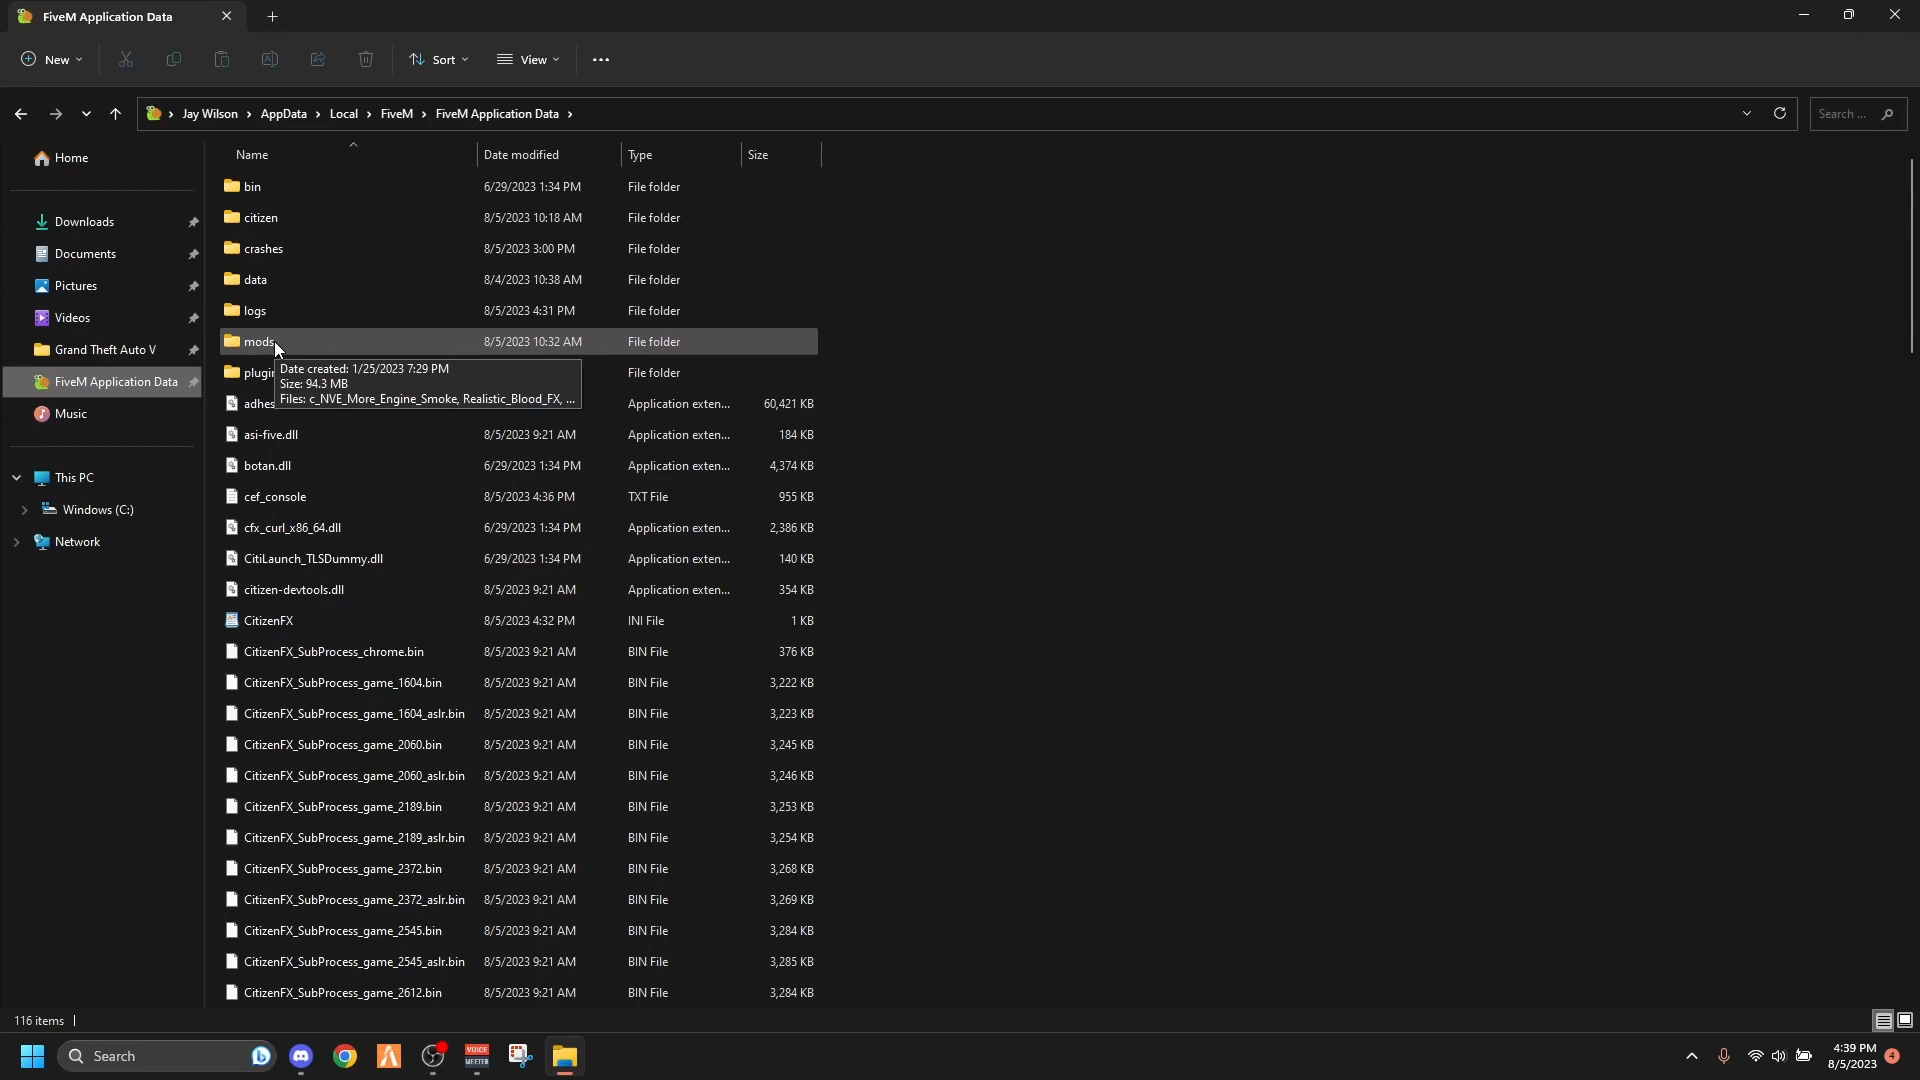 FiveM Application Data
New
Sort
View
Jay Wilson > AppData > Local > FiveM > FiveM Application Data >
Search ...
Home
Downloads
Documents
Pictures
Videos
Grand Theft Auto V
FiveM Application Data
Music
This PC
Windows (C:)
Network
Name Date modified Type Size
bin 6/29/2023 1:34 PM File folder
citizen 8/5/2023 10:18 AM File folder
crashes 8/5/2023 3:00 PM File folder
data 8/4/2023 10:38 AM File folder
logs 8/5/2023 4:31 PM File folder
mods 8/5/2023 10:32 AM File folder
Date created: 1/25/2023 7:29 PM
Size: 94.3 MB
Files: c_NVE_More_Engine_Smoke, Realistic_Blood_FX, ...
plugin File folder
adhes Application exten... 60,421 KB
asi-five.dll 8/5/2023 9:21 AM Application exten... 184 KB
botan.dll 6/29/2023 1:34 PM Application exten... 4,374 KB
cef_console 8/5/2023 4:36 PM TXT File 955 KB
cfx_curl_x86_64.dll 6/29/2023 1:34 PM Application exten... 2,386 KB
CitiLaunch_TLSDummy.dll 6/29/2023 1:34 PM Application exten... 140 KB
citizen-devtools.dll 8/5/2023 9:21 AM Application exten... 354 KB
CitizenFX 8/5/2023 4:32 PM INI File 1 KB
CitizenFX_SubProcess_chrome.bin 8/5/2023 9:21 AM BIN File 376 KB
CitizenFX_SubProcess_game_1604.bin 8/5/2023 9:21 AM BIN File 3,222 KB
CitizenFX_SubProcess_game_1604_aslr.bin 8/5/2023 9:21 AM BIN File 3,223 KB
CitizenFX_SubProcess_game_2060.bin 8/5/2023 9:21 AM BIN File 3,245 KB
CitizenFX_SubProcess_game_2060_aslr.bin 8/5/2023 9:21 AM BIN File 3,246 KB
CitizenFX_SubProcess_game_2189.bin 8/5/2023 9:21 AM BIN File 3,253 KB
CitizenFX_SubProcess_game_2189_aslr.bin 8/5/2023 9:21 AM BIN File 3,254 KB
CitizenFX_SubProcess_game_2372.bin 8/5/2023 9:21 AM BIN File 3,268 KB
CitizenFX_SubProcess_game_2372_aslr.bin 8/5/2023 9:21 AM BIN File 3,269 KB
CitizenFX_SubProcess_game_2545.bin 8/5/2023 9:21 AM BIN File 3,284 KB
CitizenFX_SubProcess_game_2545_aslr.bin 8/5/2023 9:21 AM BIN File 3,285 KB
CitizenFX_SubProcess_game_2612.bin 8/5/2023 9:21 AM BIN File 3,284 KB
116 items
Search
VOICE
MEETER
4:39 PM
8/5/2023
4